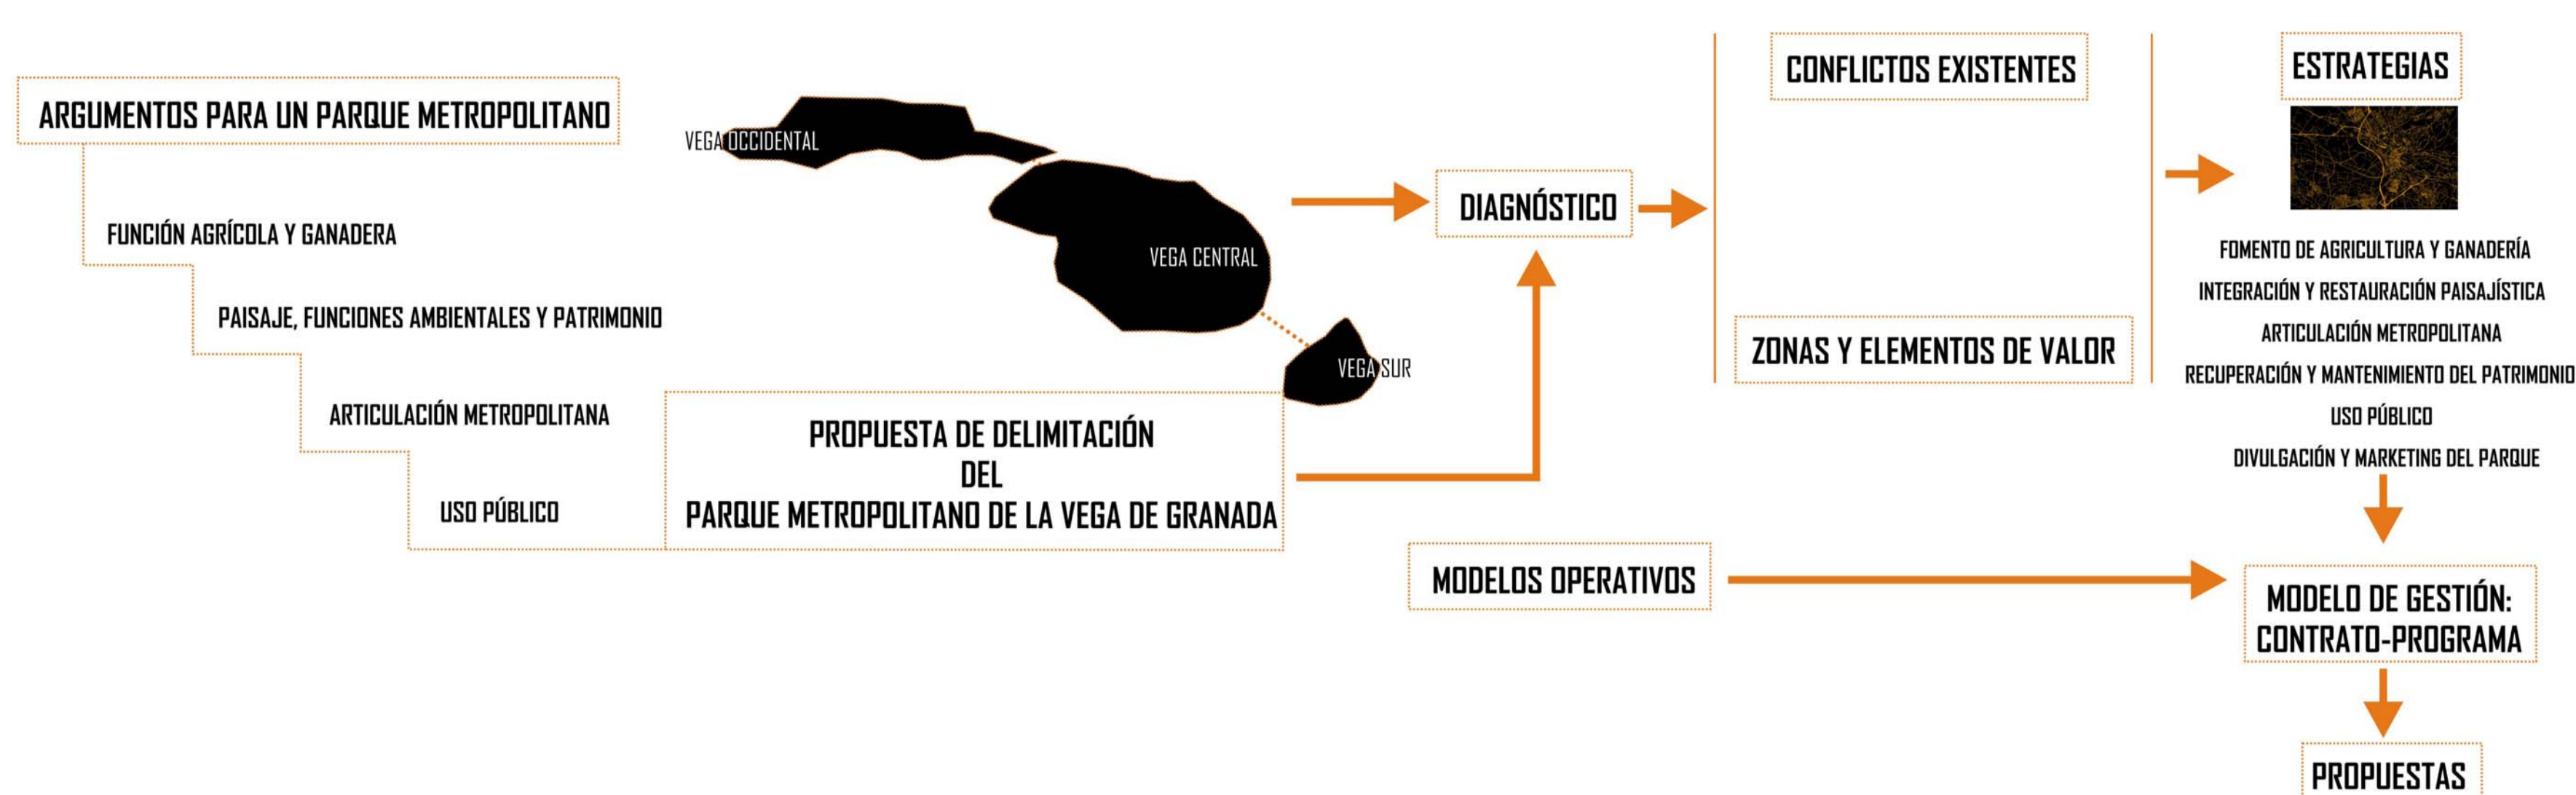 ARGUMENTOS PARA UN PARQUE METROPOLITANO
FUNCIÓN AGRÍCOLA Y GANADERA
PAISAJE, FUNCIONES AMBIENTALES Y PATRIMONIO
ARTICULACIÓN METROPOLITANA
USO PÚBLICO
VEGA OCCIDENTAL
VEGA CENTRAL
VEGA SUR
PROPUESTA DE DELIMITACIÓN
DEL
PARQUE METROPOLITANO DE LA VEGA DE GRANADA
DIAGNÓSTICO
CONFLICTOS EXISTENTES
ZONAS Y ELEMENTOS DE VALOR
ESTRATEGIAS
FOMENTO DE AGRICULTURA Y GANADERÍA
INTEGRACIÓN Y RESTAURACIÓN PAISAJÍSTICA
ARTICULACIÓN METROPOLITANA
RECUPERACIÓN Y MANTENIMIENTO DEL PATRIMONIO
USO PÚBLICO
DIVULGACIÓN Y MARKETING DEL PARQUE
MODELOS OPERATIVOS
MODELO DE GESTIÓN:
CONTRATO-PROGRAMA
PROPUESTAS